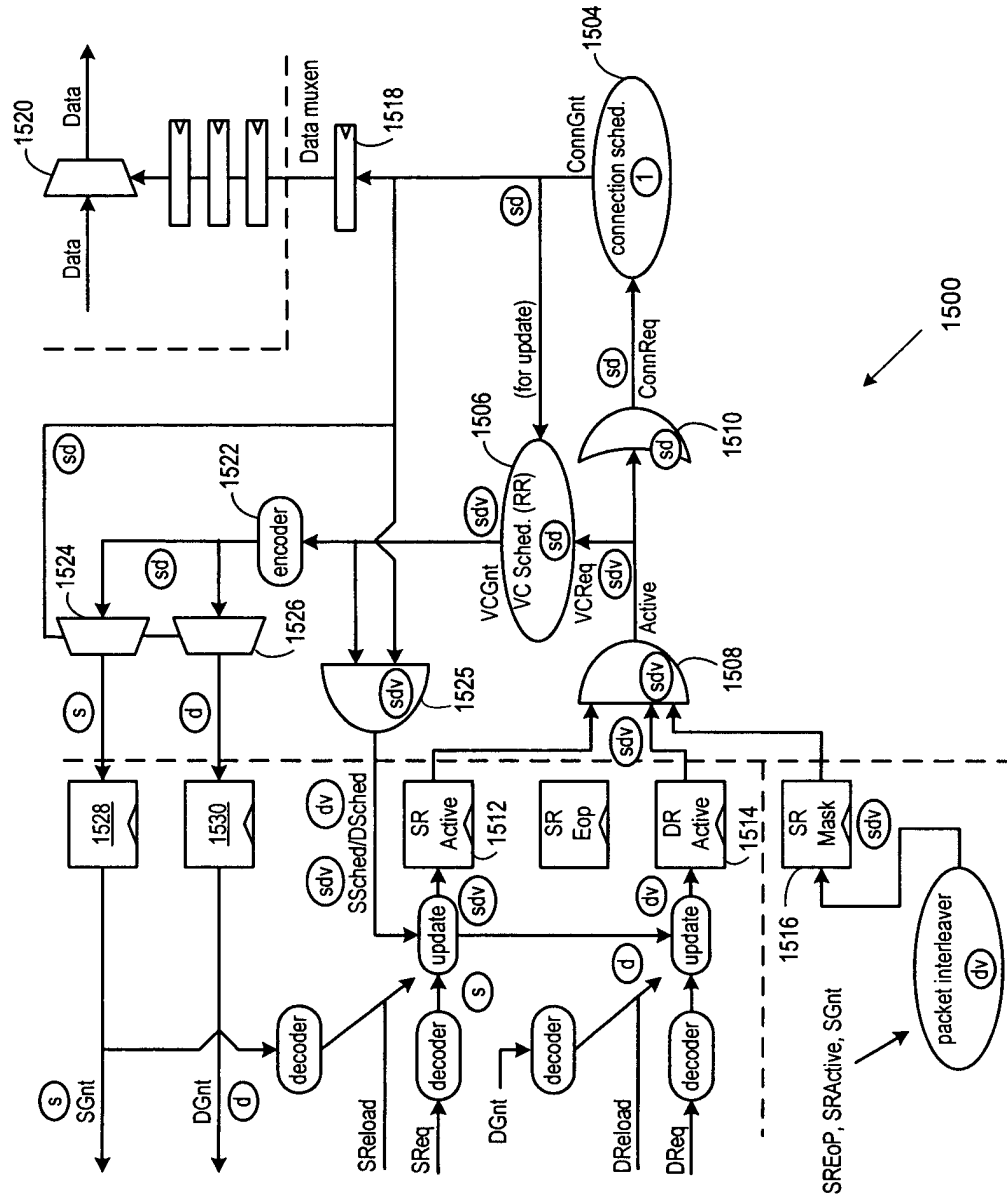 1520
Data
Data
Data muxen
1518
ConnGnt
1504
connection sched.
1
sd
(for update)
1506
VC Sched. (RR)
sd
VCGnt
sdv
VCReq
sdv
1522
encoder
sd
1524
1526
sd
sdv
1525
ConnReq
sd
1510
sd
Active
1508
sdv
sdv
s
d
1528
1530
s
SGnt
DGnt
d
dv
sdv
SSched/DSched
SR
Active
1512
sdv
update
SR
Eop
DR
Active
1514
dv
update
SR
Mask
1516
sdv
decoder
SReload
SReq
decoder
s
DGnt
decoder
d
DReload
DReq
decoder
packet interleaver
dv
SREoP, SRActive, SGnt
1500